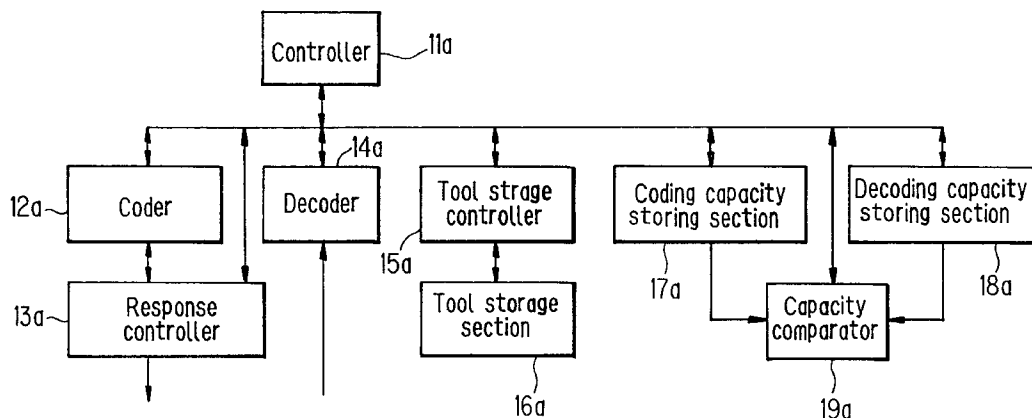 Controller
11a
14a
12a
Coder
Decoder
Tool strage
controller
15a
Coding capacity
storing section
17a
Decoding capacity
storing section
18a
13a
Response
controller
Tool storage
section
16a
Capacity
comparator
19a